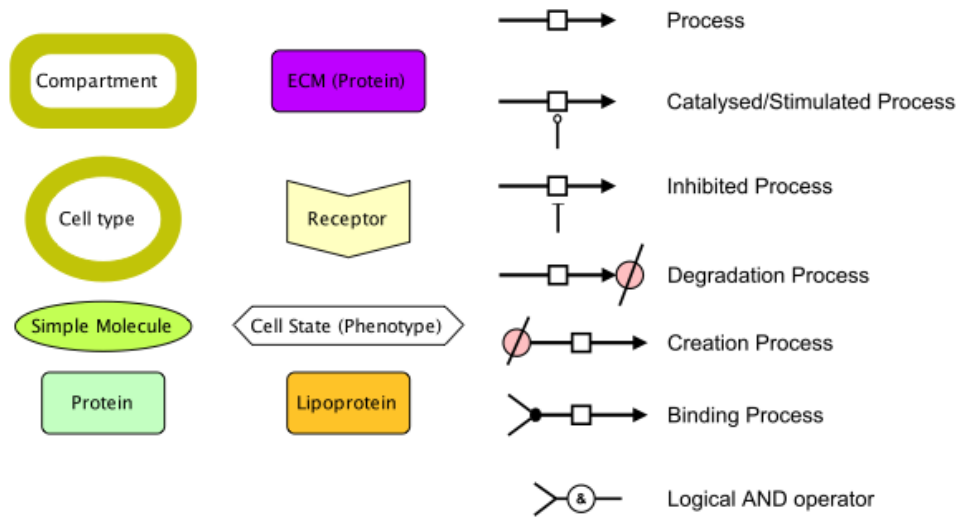 Compartment
ECM (Protein)
Process
Catalysed/Stimulated Process
Cell type
Receptor
Inhibited Process
Degradation Process
Simple Molecule
Cell State (Phenotype)
Creation Process
Protein
Lipoprotein
Binding Process
&
Logical AND operator